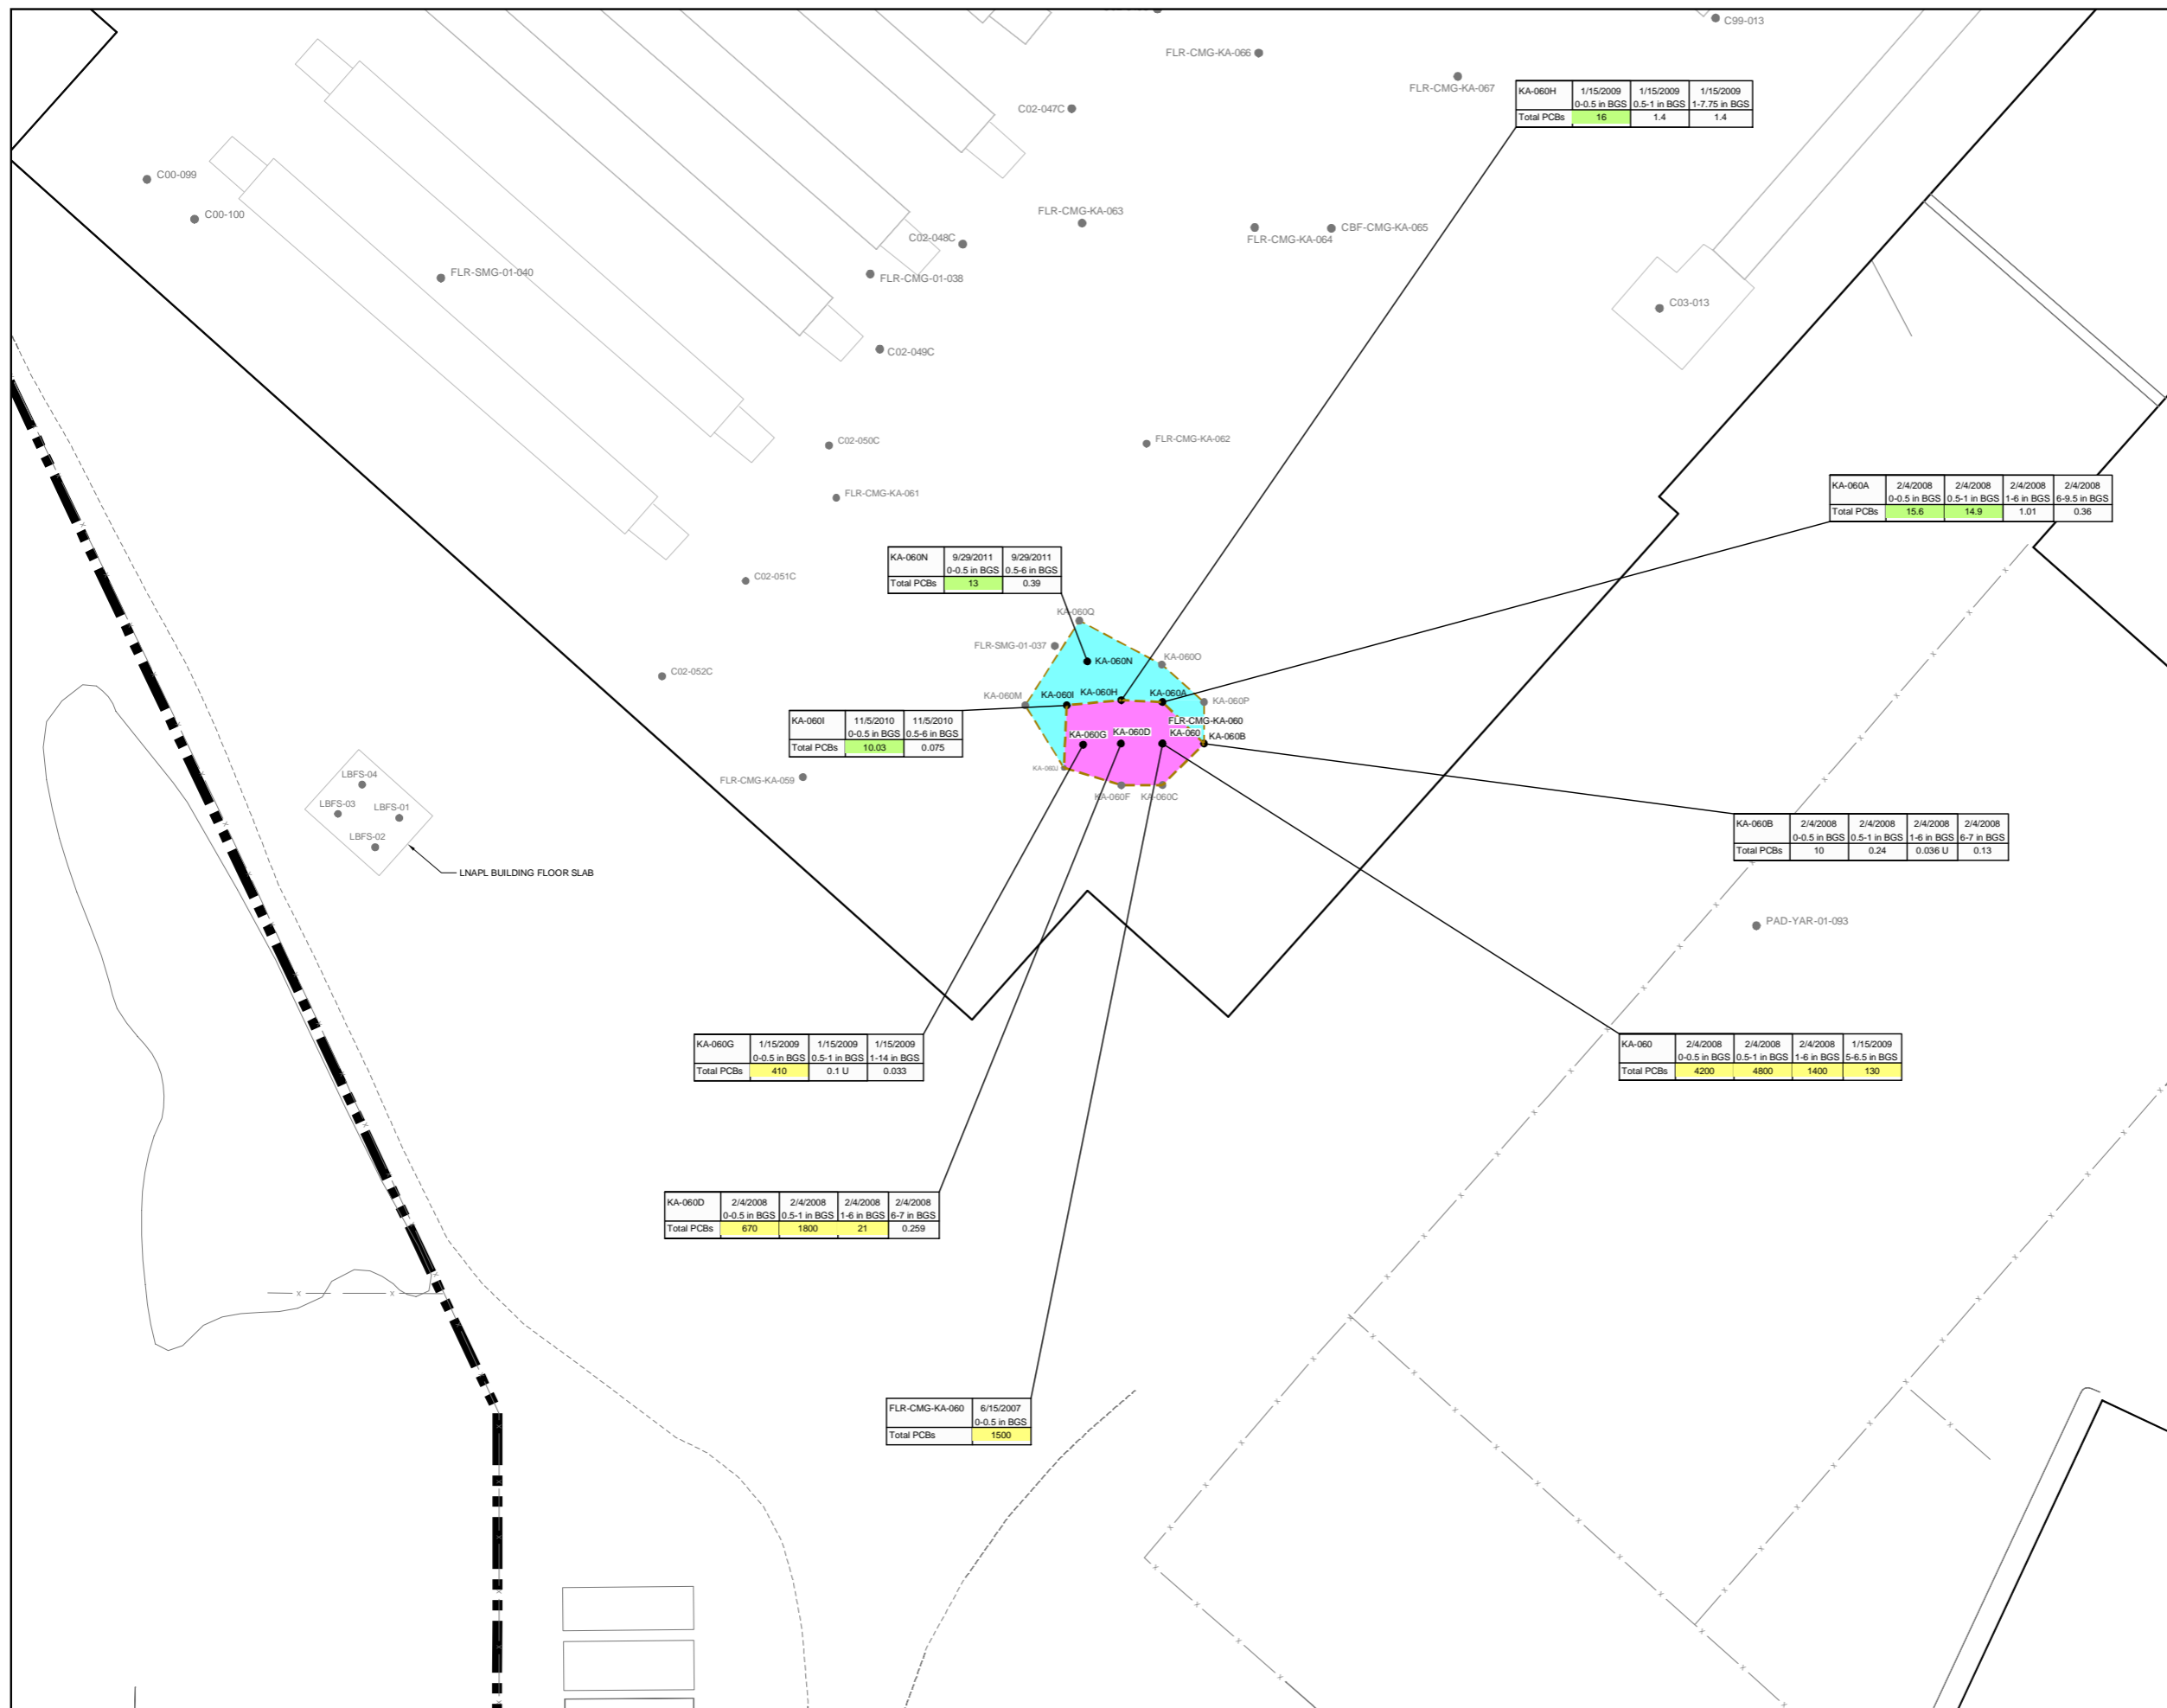 C99-013
FLR-CMG-KA-066
FLR-CMG-KA-067
C02-047C
KA-060H 1/15/2009 1/15/2009 1/15/2009
0-0.5 in BGS 0.5-1 in BGS 1-7.75 in BGS
Total PCBs 16 1.4 1.4
C00-099
C00-100
FLR-CMG-KA-063
C02-048C
FLR-CMG-KA-064
CBF-CMG-KA-065
FLR-SMG-01-040
FLR-CMG-01-038
C03-013
C02-049C
C02-050C
FLR-CMG-KA-062
FLR-CMG-KA-061
KA-060A 2/4/2008 2/4/2008 2/4/2008 2/4/2008
0-0.5 in BGS 0.5-1 in BGS 1-6 in BGS 6-9.5 in BGS
Total PCBs 15.6 14.9 1.01 0.36
KA-060N 9/29/2011 9/29/2011
0-0.5 in BGS 0.5-6 in BGS
Total PCBs 13 0.39
C02-051C
KA-060Q
FLR-SMG-01-037
KA-060N
KA-060O
C02-052C
KA-060M
KA-060I
KA-060H
KA-060A
KA-060P
KA-060I 11/5/2010 11/5/2010
0-0.5 in BGS 0.5-6 in BGS
Total PCBs 10.03 0.075
FLR-CMG-KA-060
KA-060G
KA-060D
KA-060
KA-060B
KA-060J
FLR-CMG-KA-059
KA-060F
KA-060C
LBFS-04
LBFS-03
LBFS-01
LBFS-02
LNAPL BUILDING FLOOR SLAB
KA-060B 2/4/2008 2/4/2008 2/4/2008 2/4/2008
0-0.5 in BGS 0.5-1 in BGS 1-6 in BGS 6-7 in BGS
Total PCBs 10 0.24 0.036 U 0.13
PAD-YAR-01-093
KA-060G 1/15/2009 1/15/2009 1/15/2009
0-0.5 in BGS 0.5-1 in BGS 1-14 in BGS
Total PCBs 410 0.1 U 0.033
KA-060 2/4/2008 2/4/2008 2/4/2008 1/15/2009
0-0.5 in BGS 0.5-1 in BGS 1-6 in BGS 5-6.5 in BGS
Total PCBs 4200 4800 1400 130
KA-060D 2/4/2008 2/4/2008 2/4/2008 2/4/2008
0-0.5 in BGS 0.5-1 in BGS 1-6 in BGS 6-7 in BGS
Total PCBs 670 1800 21 0.259
FLR-CMG-KA-060 6/15/2007
0-0.5 in BGS
Total PCBs 1500